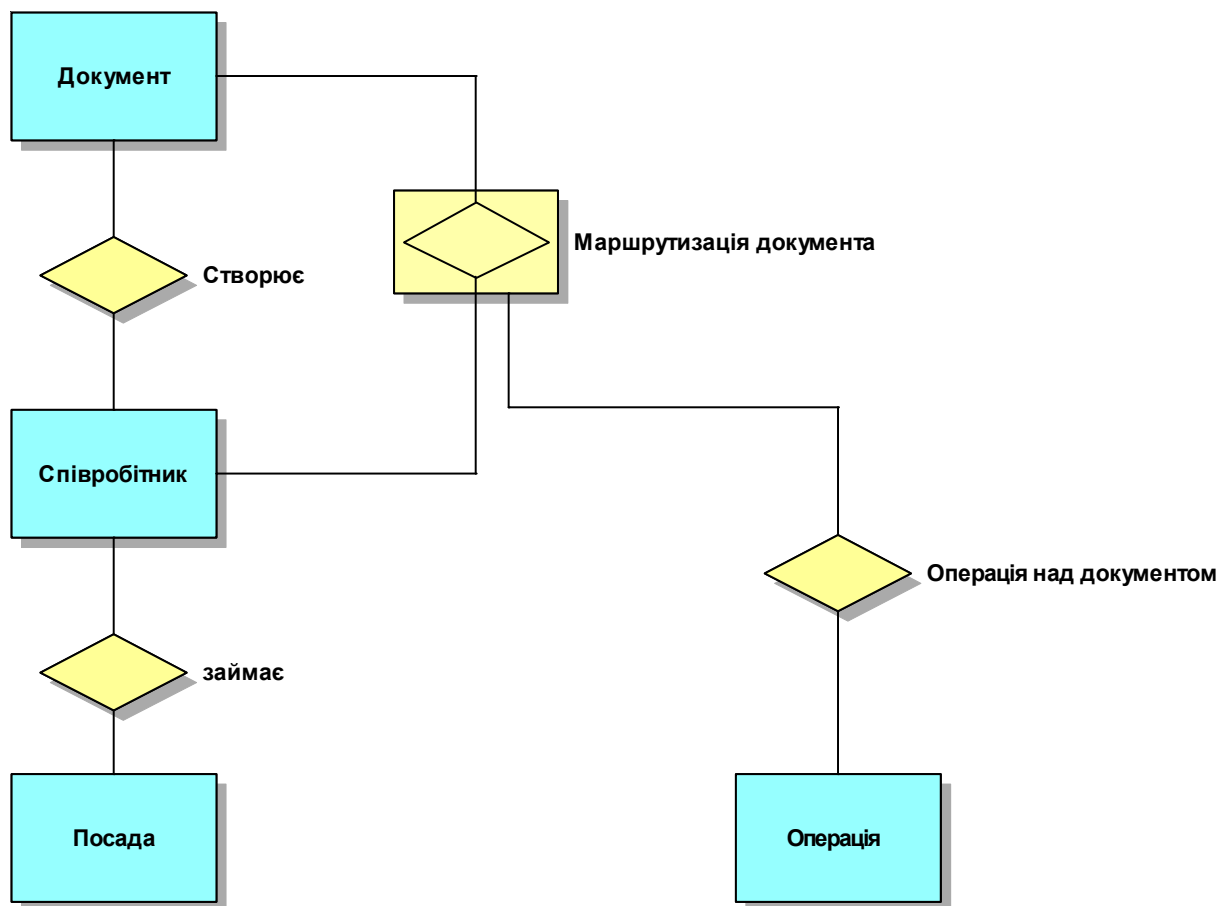 Документ
Маршрутизація документа
Створює
Співробітник
Операція над документом
займає
Посада
Операція